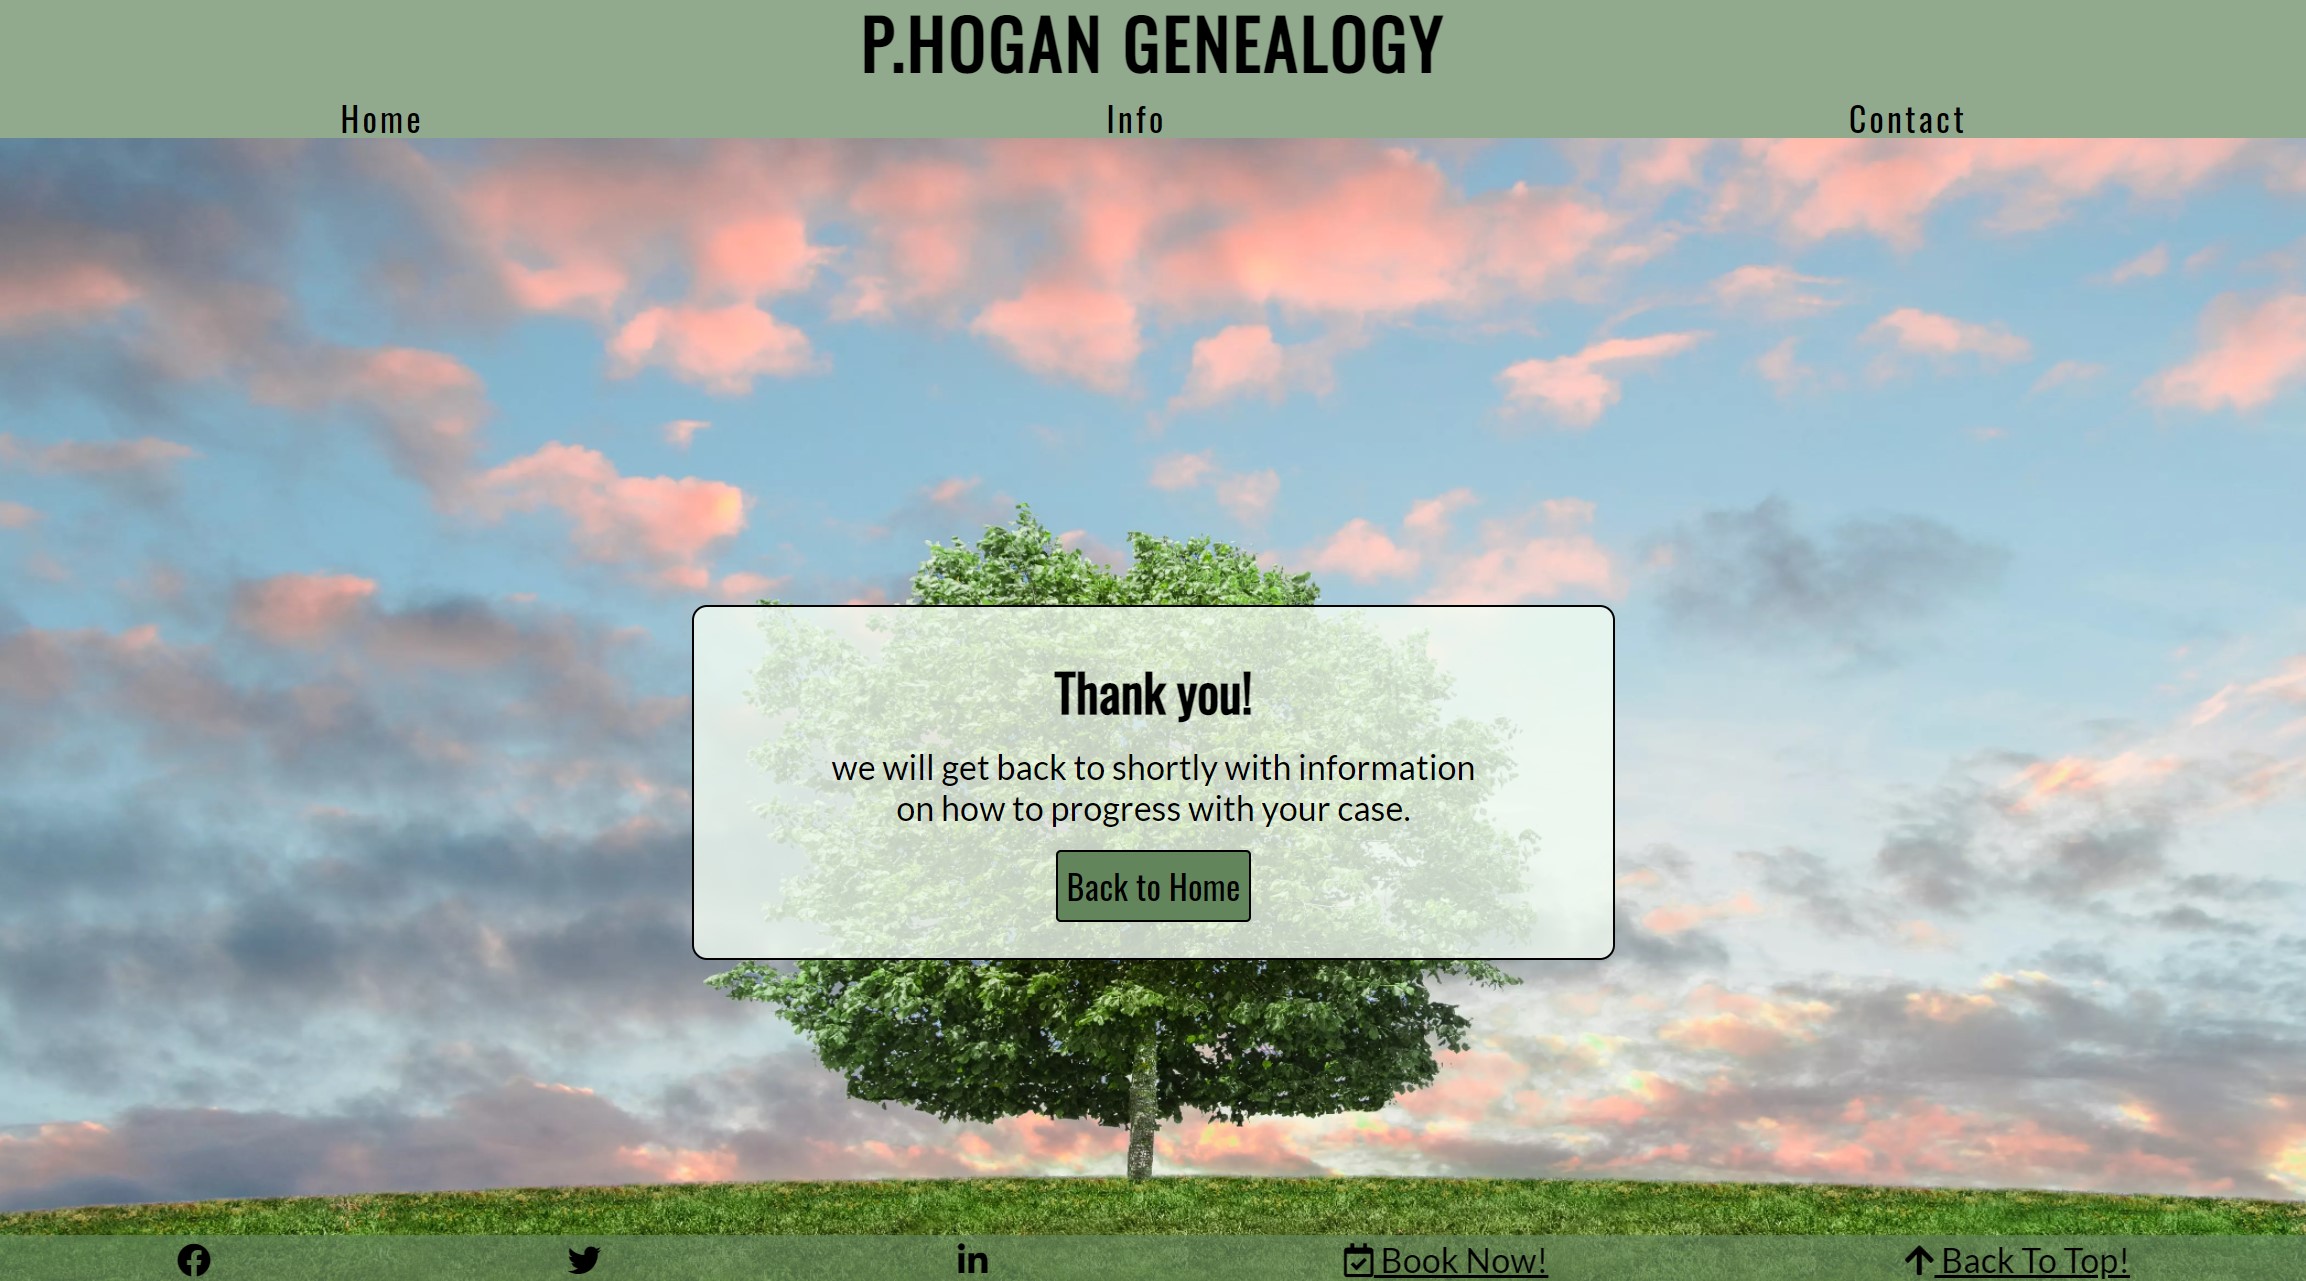 P.HOGAN GENEALOGY
Home Info Contact
Thank you!
we will get back to shortly with information
on how to progress with your case.
Back to Home
Book Now! Back To Top!